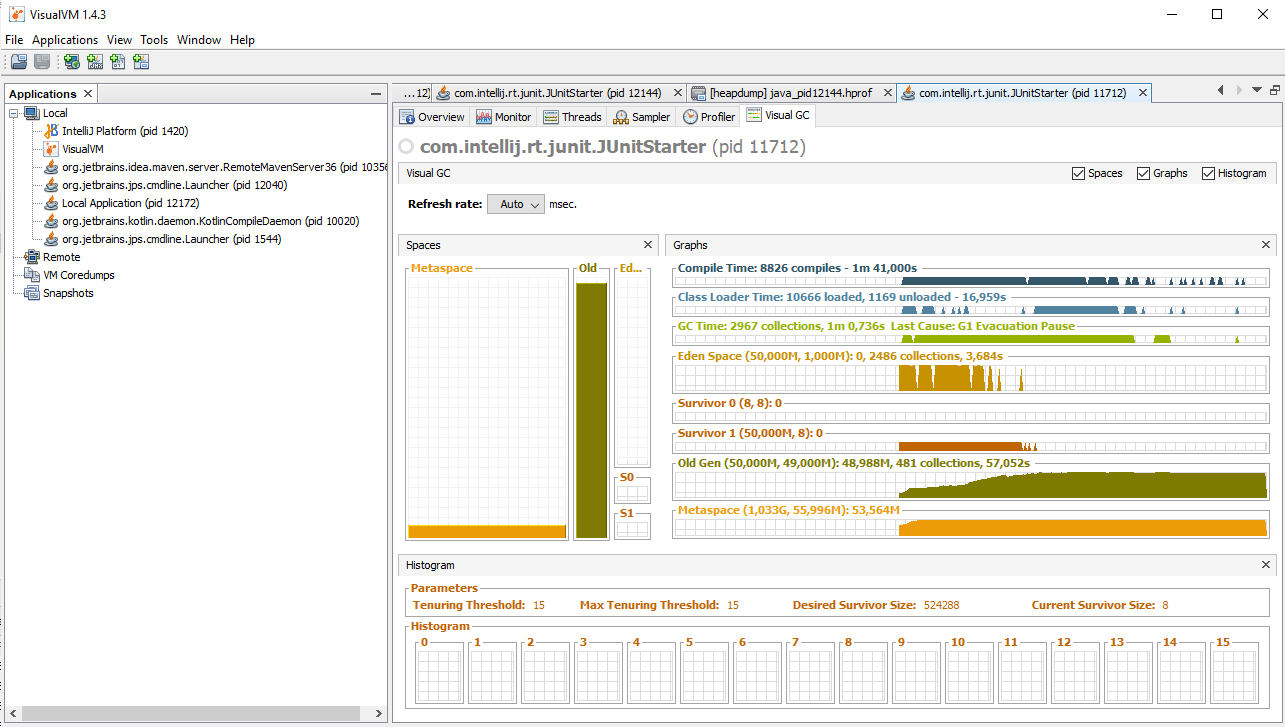 VisualVM 1.4.3
File Applications View Tools Window Help
Applications
Local
IntelliJ Platform (pid 1420)
VisualVM
org.jetbrains.idea.maven.server.RemoteMavenServer36 (pid 10356
org.jetbrains.jps.cmdline.Launcher (pid 12040)
Local Application (pid 12172)
org.jetbrains.kotlin.daemon.KotlinCompileDaemon (pid 10020)
org.jetbrains.jps.cmdline.Launcher (pid 1544)
Remote
VM Coredumps
Snapshots
...12) com.intellij.rt.junit.JUnitStarter (pid 12144) [heapdump] java_pid12144.hprof com.intellij.rt.junit.JUnitStarter (pid 11712)
Overview Monitor Threads Sampler Profiler Visual GC
com.intellij.rt.junit.JUnitStarter (pid 11712)
Visual GC Spaces Graphs Histogram
Refresh rate: Auto msec.
Spaces
Metaspace Old Ed...
S0
S1
Graphs
Compile Time: 8826 compiles - 1m 41,000s
Class Loader Time: 10666 loaded, 1169 unloaded - 16,959s
GC Time: 2967 collections, 1m 0,736s Last Cause: G1 Evacuation Pause
Eden Space (50,000M, 1,000M): 0, 2486 collections, 3,684s
Survivor 0 (8, 8): 0
Survivor 1 (50,000M, 8): 0
Old Gen (50,000M, 49,000M): 48,988M, 481 collections, 57,052s
Metaspace (1,033G, 55,996M): 53,564M
Histogram
Parameters
Tenuring Threshold: 15 Max Tenuring Threshold: 15 Desired Survivor Size: 524288 Current Survivor Size: 8
Histogram
0 1 2 3 4 5 6 7 8 9 10 11 12 13 14 15